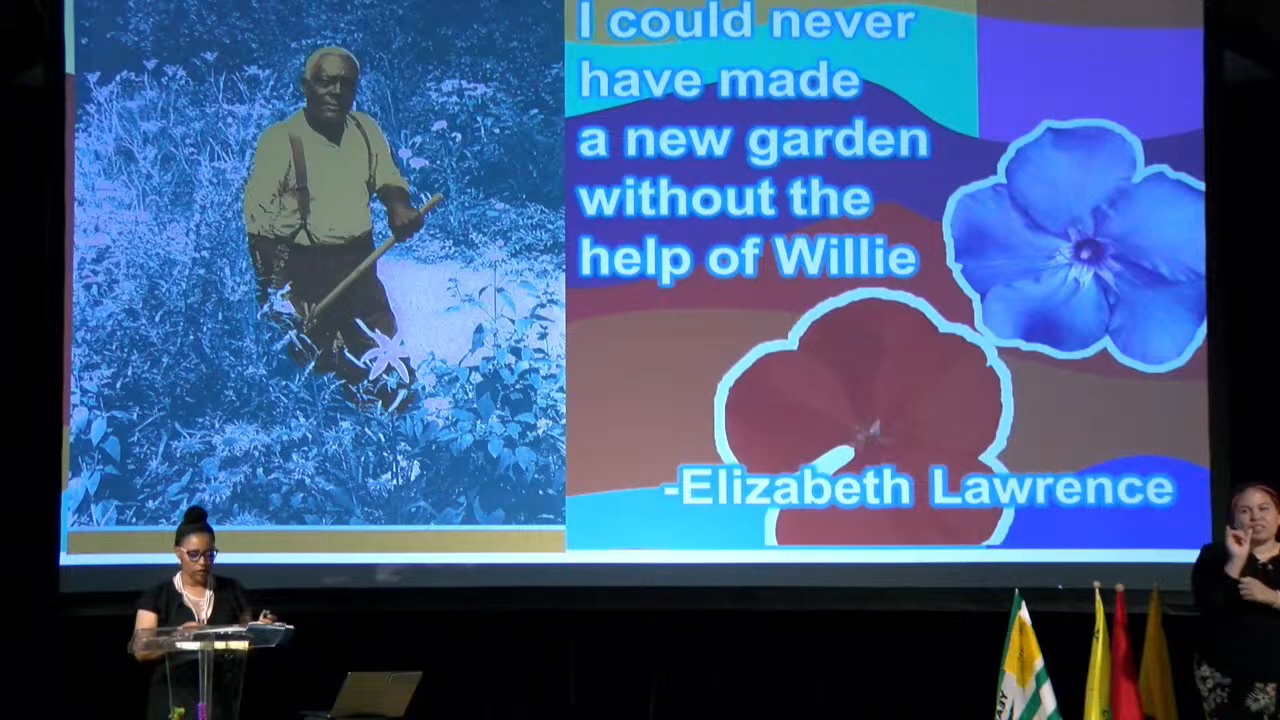 I could never
have made
a new garden
without the
help of Willie
-Elizabeth Lawrence